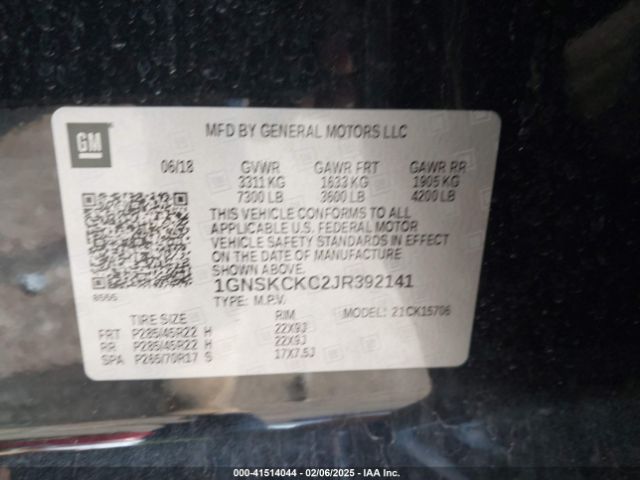 GM
MFD BY GENERAL MOTORS LLC
06/18 GVWR GAWR FRT GAWR RR
3311 KG 1633 KG 1905 KG
7300 LB 3600 LB 4200 LB
THIS VEHICLE CONFORMS TO ALL
APPLICABLE U.S. FEDERAL MOTOR
VEHICLE SAFETY STANDARDS IN EFFECT
ON THE DATE OF MANUFACTURE
SHOWN ABOVE.
1GNSKCKC2JR392141
TYPE: M.P.V. MODEL: 21CK15706
8555
TIRE SIZE RIM
FRT P285/45R22 H 22X9J
RR P285/45R22 H 22X9J
SPA P265/70R17 S 17X7.5J
000-41514044 — 02/06/2025 — IAA Inc.